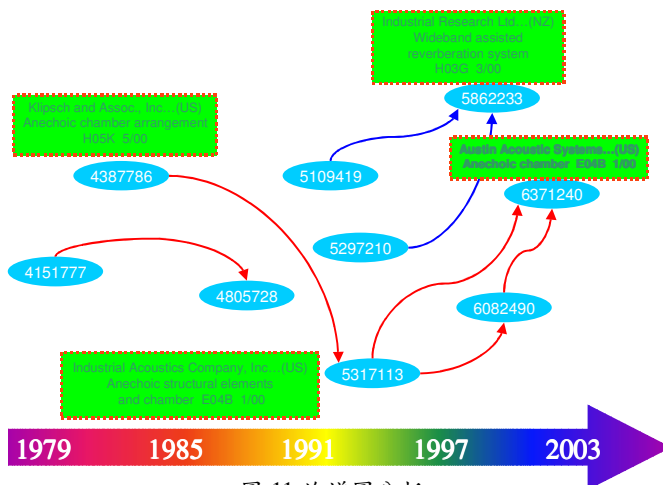 Industrial Research Ltd...(NZ)
Wideband assisted
reverberation system
H03G 3/00
5862233
Klipsch and Assoc., Inc...(US)
Anechoic chamber arrangement
H05K 5/00
4387786
5109419
Austin Acoustic Systems...(US)
Anechoic chamber E04B 1/00
6371240
5297210
4151777
4805728
6082490
Industrial Acoustics Company, Inc...(US)
Anechoic structural elements
and chamber E04B 1/00
5317113
1979 1985 1991 1997 2003